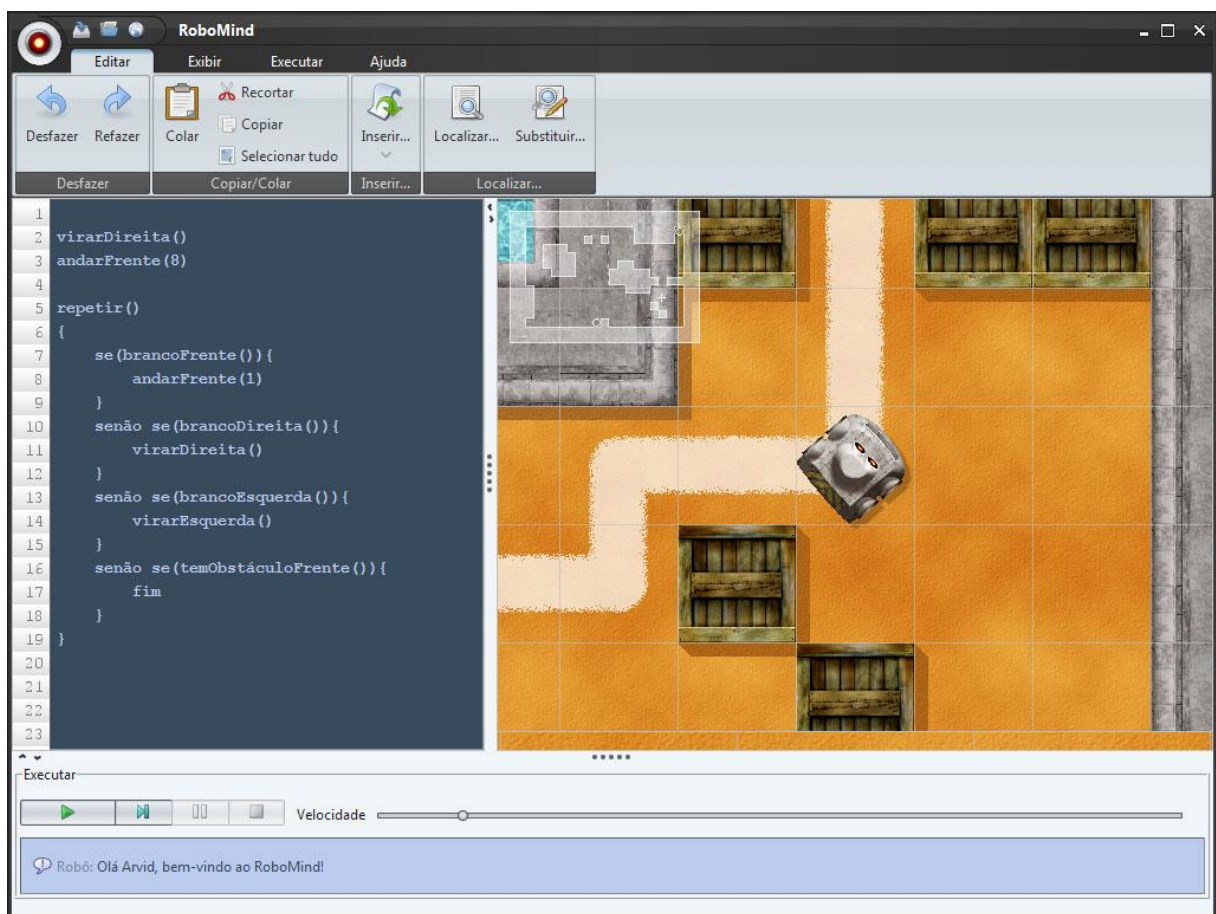 RoboMind
Editar Exibir Executar Ajuda
Desfazer Refazer Colar Recortar Copiar Selecionar tudo Inserir... Localizar... Substituir...
Desfazer Copiar/Colar Inserir... Localizar...
1
2 virarDireita()
3 andarFrente(8)
4
5 repetir()
6 {
7 se(brancoFrente()){
8 andarFrente(1)
9 }
10 senão se(brancoDireita()){
11 virarDireita()
12 }
13 senão se(brancoEsquerda()){
14 virarEsquerda()
15 }
16 senão se(temObstáculoFrente()){
17 fim
18 }
19 }
20
21
22
23
Executar
Velocidade
Robô: Olá Arvid, bem-vindo ao RoboMind!